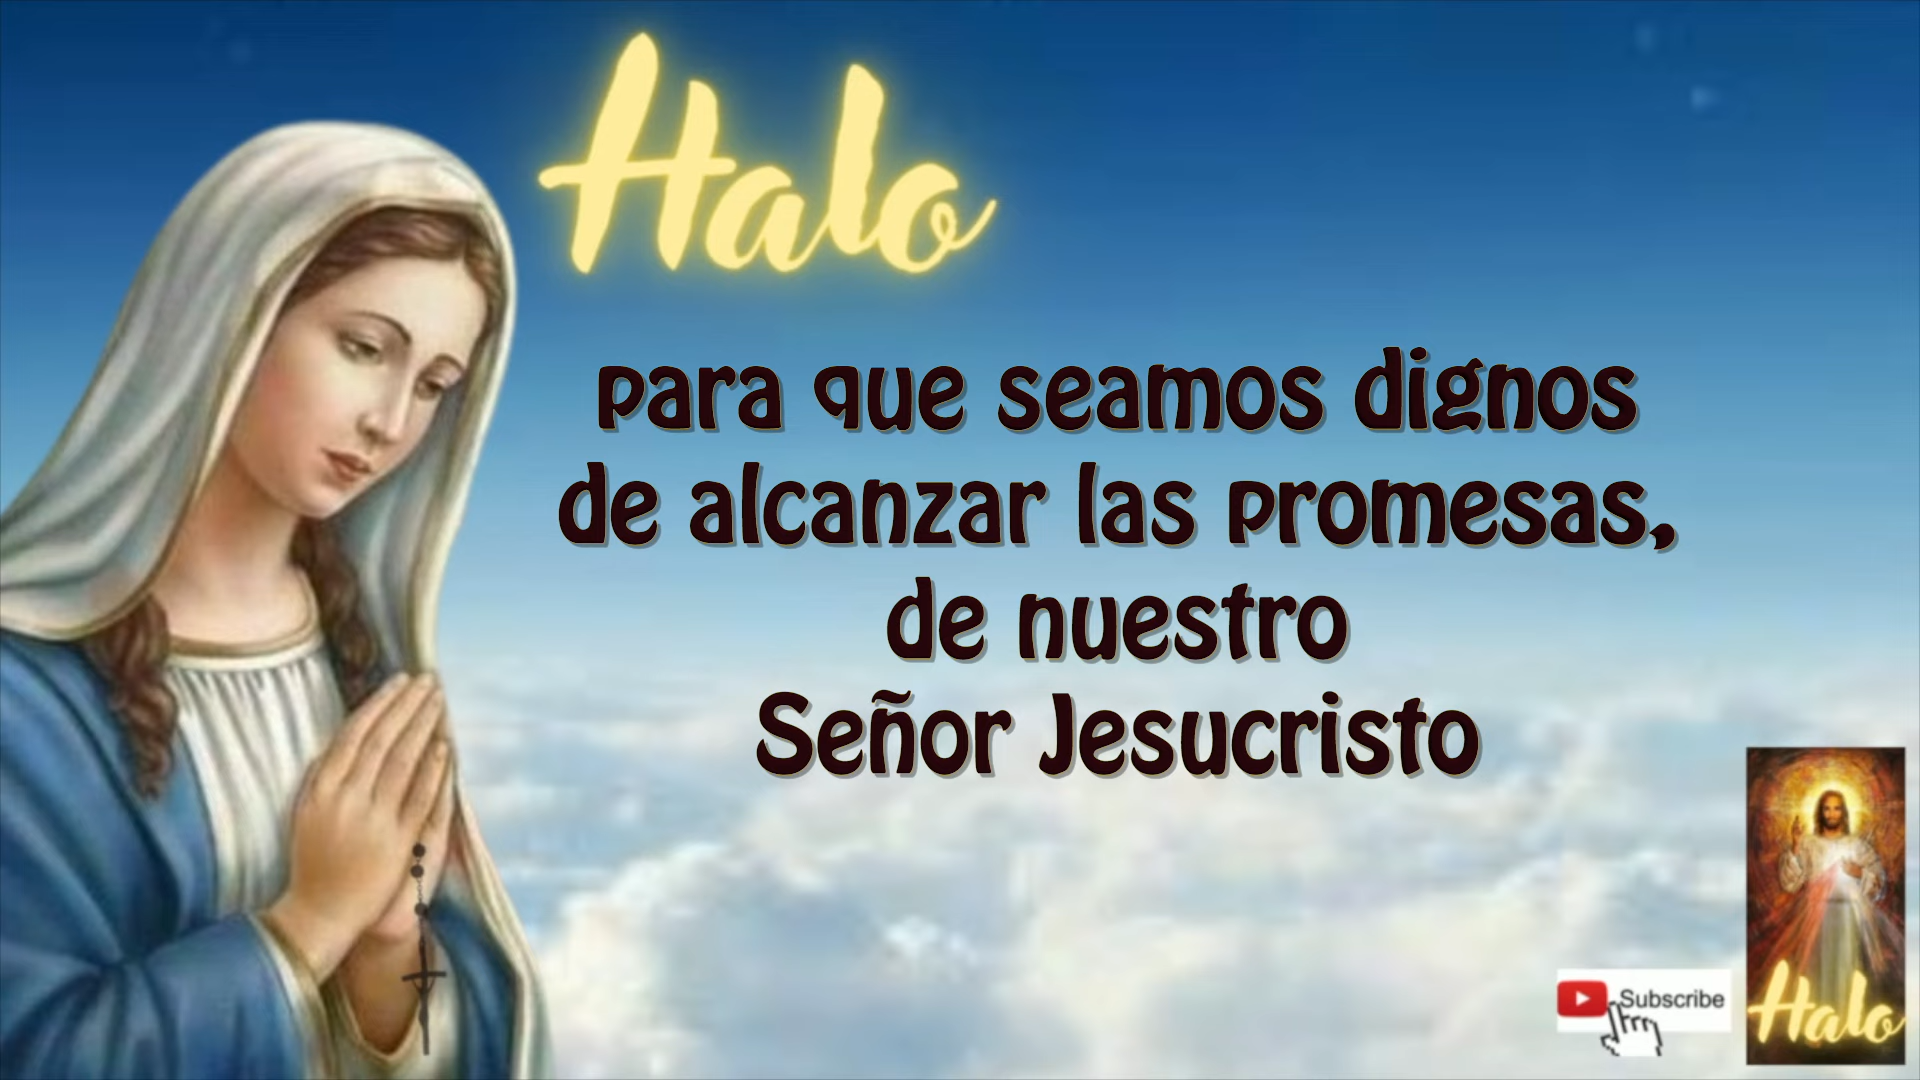 Halo
para que seamos dignos
de alcanzar las promesas,
de nuestro
Señor Jesucristo
Subscribe
Halo